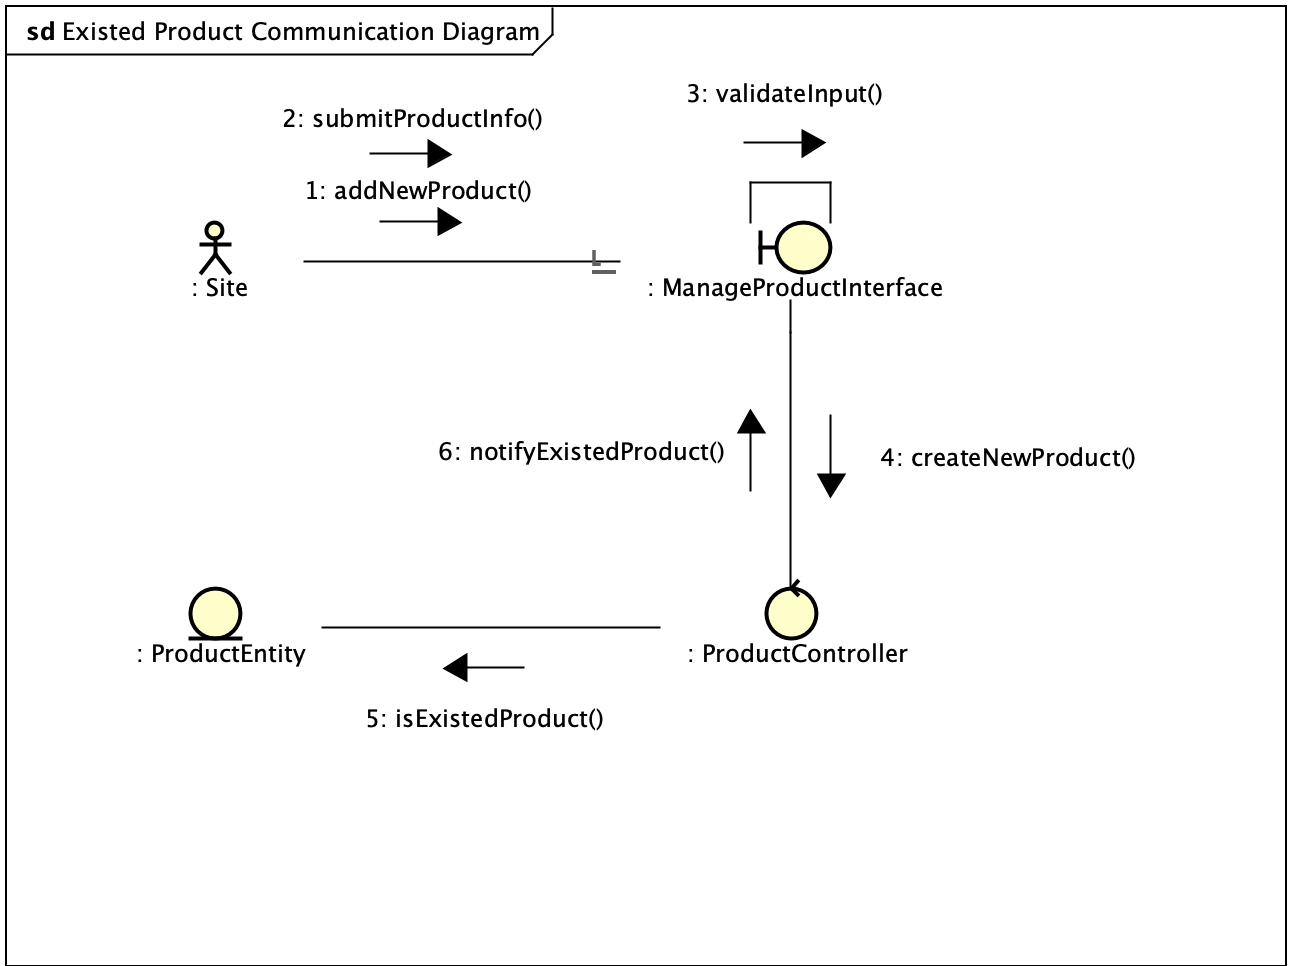 sd Existed Product Communication Diagram
3: validateInput()
2: submitProductInfo()
1: addNewProduct()
: Site
: ManageProductInterface
6: notifyExistedProduct()
4: createNewProduct()
: ProductEntity
: ProductController
5: isExistedProduct()